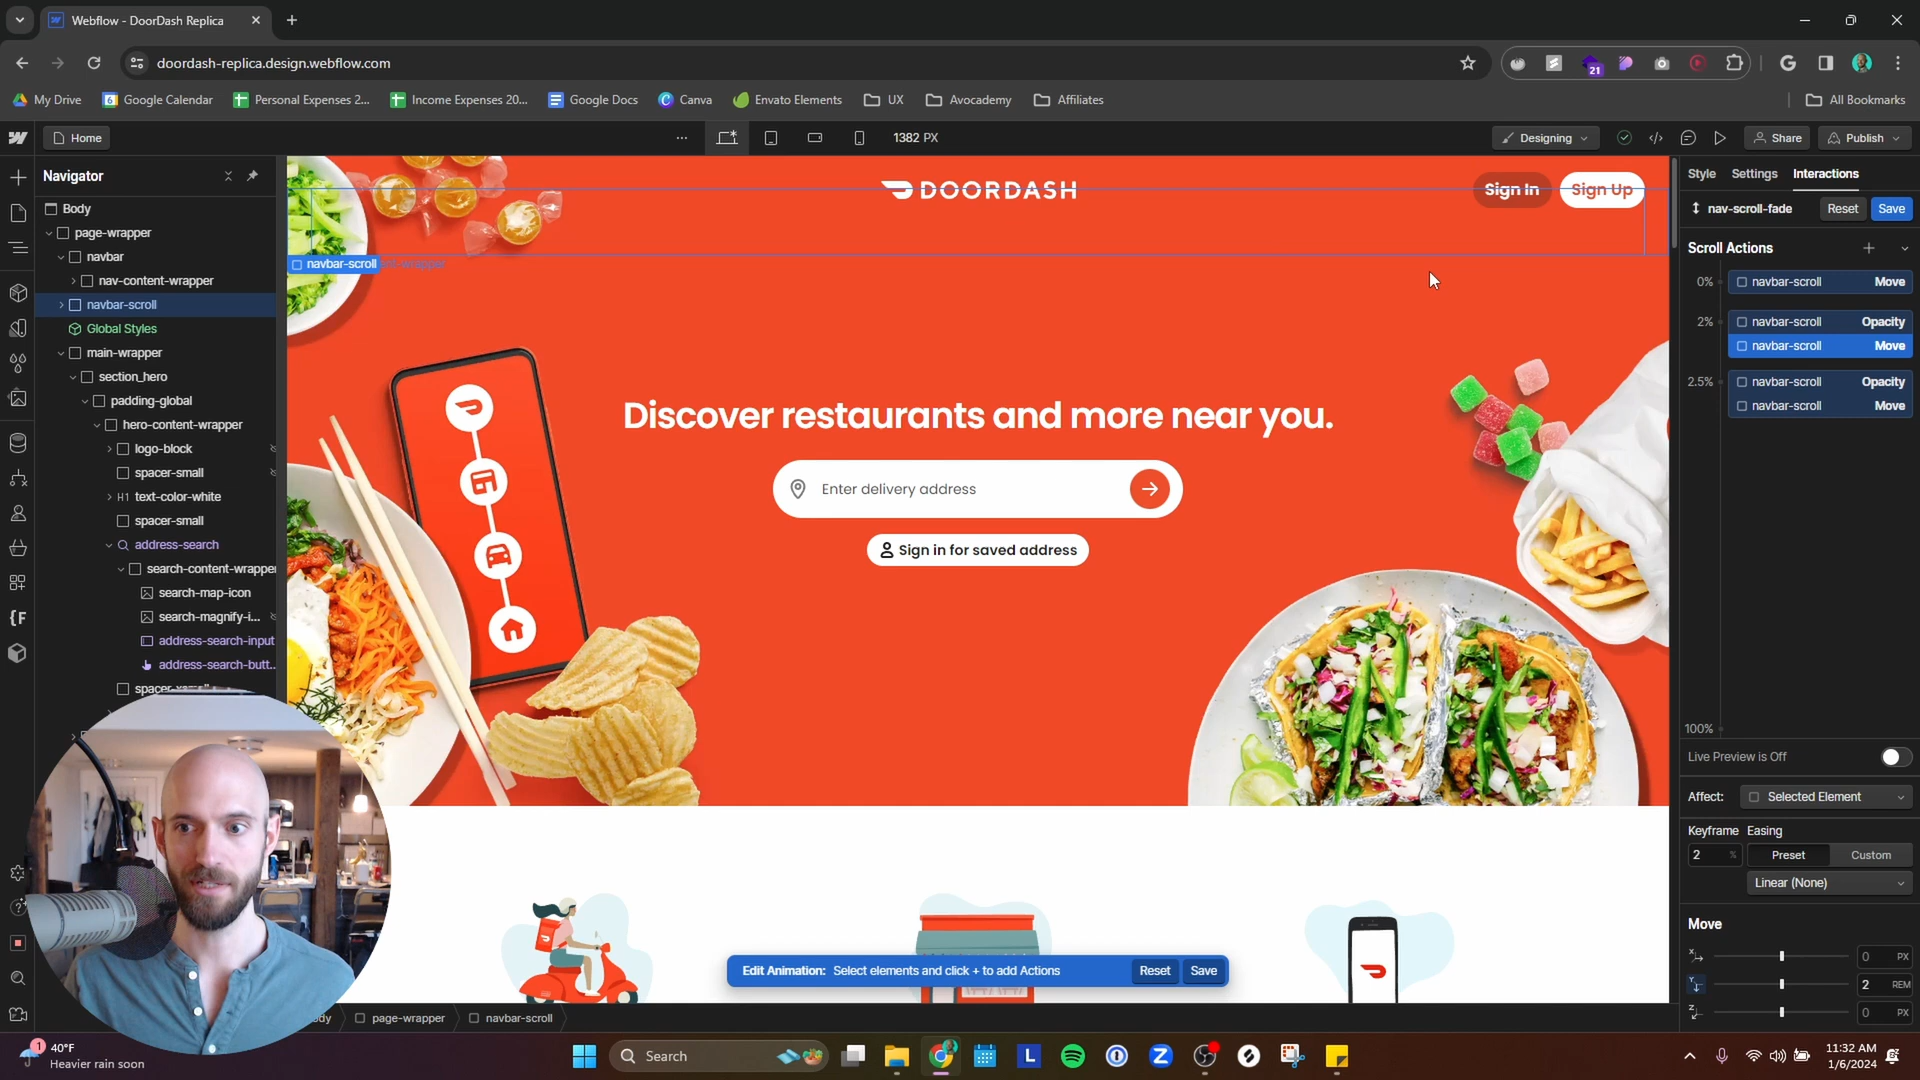 Webflow - DoorDash Replica
doordash-replica.design.webflow.com
21
My Drive
6
Google Calendar
Personal Expenses 2...
Income Expenses 20...
Google Docs
Canva
Envato Elements
UX
Avocademy
Affiliates
All Bookmarks
Home
1382 PX
Designing
Share
Publish
Navigator
Body
page-wrapper
navbar
nav-content-wrapper
navbar-scroll
Global Styles
main-wrapper
section_hero
padding-global
hero-content-wrapper
logo-block
spacer-small
H1 text-color-white
spacer-small
address-search
search-content-wrapper
search-map-icon
search-magnify-i...
address-search-input
address-search-butt...
DOORDASH
Sign In
Sign Up
navbar-scroll
Discover restaurants and more near you.
Enter delivery address
Sign in for saved address
Edit Animation: Select elements and click + to add Actions
Reset
Save
page-wrapper
navbar-scroll
Style
Settings
Interactions
nav-scroll-fade
Reset
Save
Scroll Actions
0%
navbar-scroll Move
2%
navbar-scroll Opacity
navbar-scroll Move
2.5%
navbar-scroll Opacity
navbar-scroll Move
100%
Live Preview is Off
Affect:
Selected Element
Keyframe Easing
2 %
Preset
Custom
Linear (None)
Move
X
0 PX
Y
2 REM
Z
0 PX
1
40°F
Heavier rain soon
Search
L
11:32 AM
1/6/2024